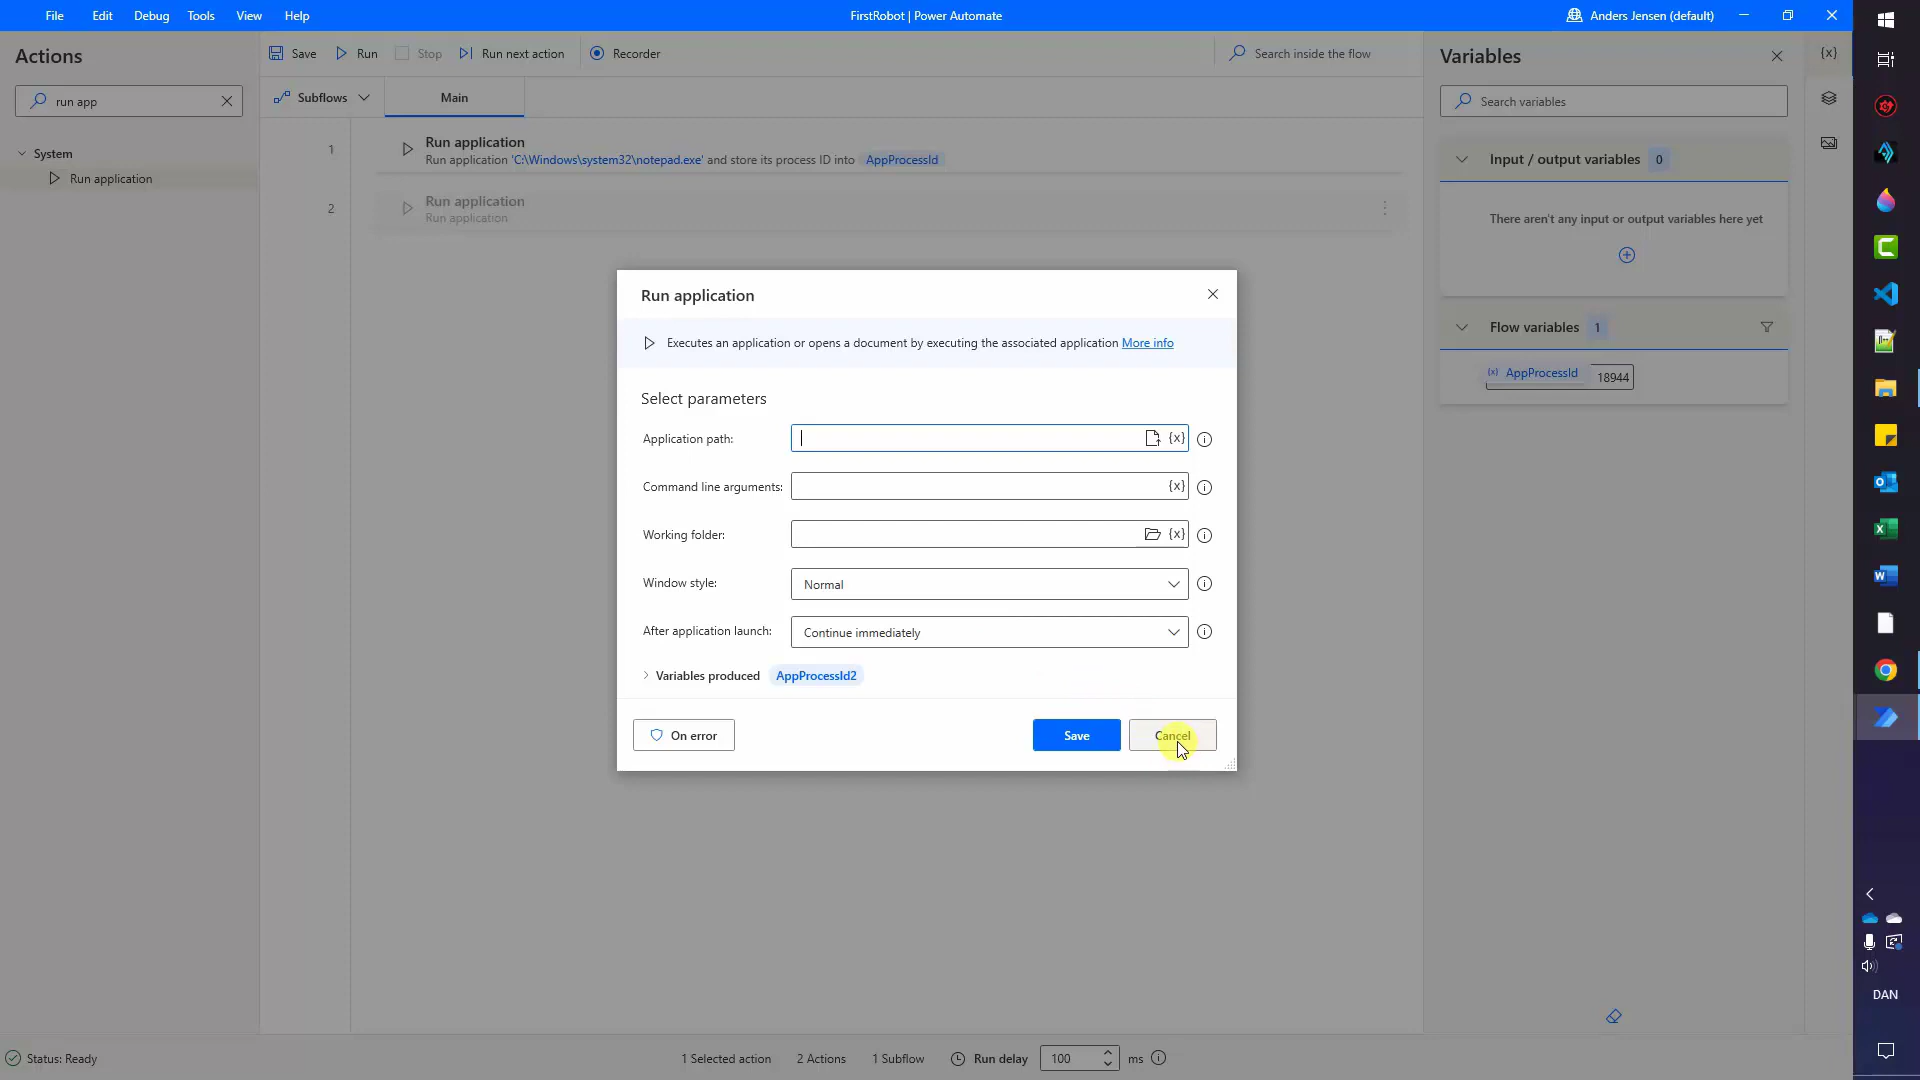 File Edit Debug Tools View Help FirstRobot | Power Automate Anders Jensen (default)
Actions
run app
System
Run application
Save Run Stop Run next action Recorder Search inside the flow
Subflows Main
1 Run application
Run application 'C:\Windows\system32\notepad.exe' and store its process ID into AppProcessId
2 Run application
Run application
Run application
Executes an application or opens a document by executing the associated application More info
Select parameters
Application path: {x}
Command line arguments: {x}
Working folder: {x}
Window style: Normal
After application launch: Continue immediately
Variables produced AppProcessId2
On error Save Cancel
Variables {x}
Search variables
Input / output variables 0
There aren't any input or output variables here yet
Flow variables 1
(x) AppProcessId 18944
DAN
Status: Ready 1 Selected action 2 Actions 1 Subflow Run delay 100 ms